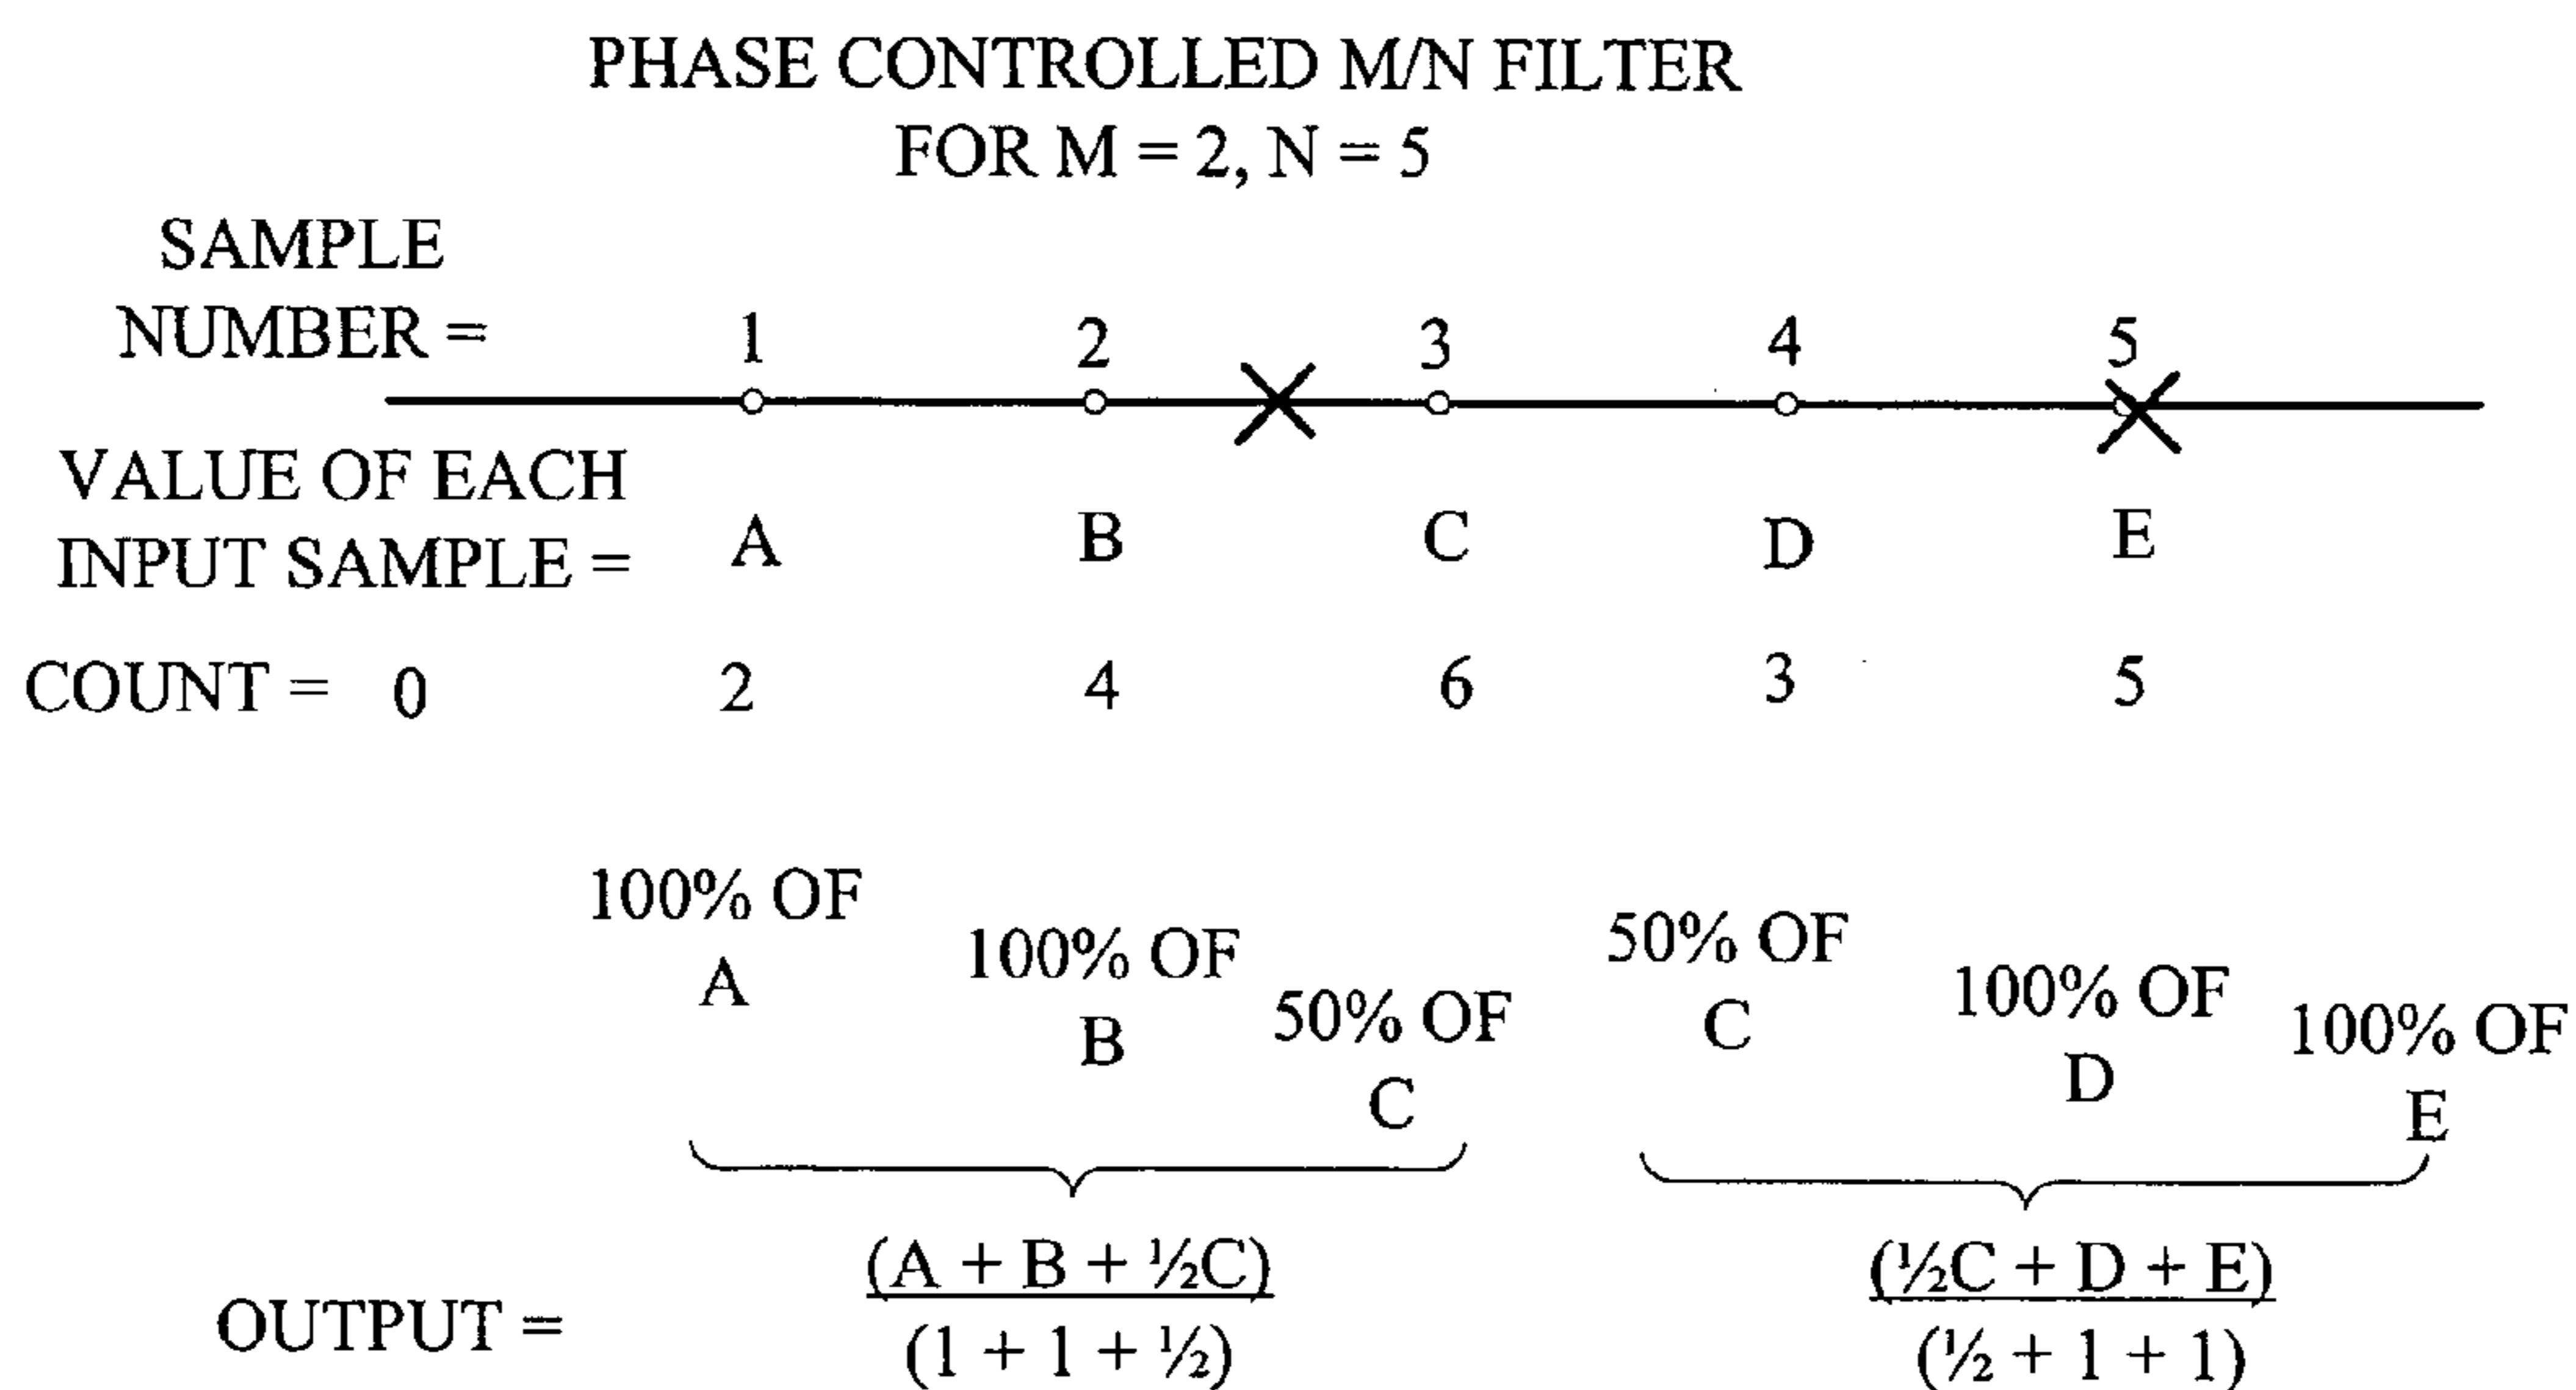 PHASE CONTROLLED M/N FILTER
FOR M = 2, N = 5
SAMPLE
NUMBER =
1 2 3 4 5
VALUE OF EACH
INPUT SAMPLE =
A B C D E
COUNT = 0 2 4 6 3 5
100% OF
A
100% OF
B
50% OF
C
50% OF
C
100% OF
D
100% OF
E
OUTPUT =
(A + B + ½C)
(1 + 1 + ½)
(½C + D + E)
(½ + 1 + 1)